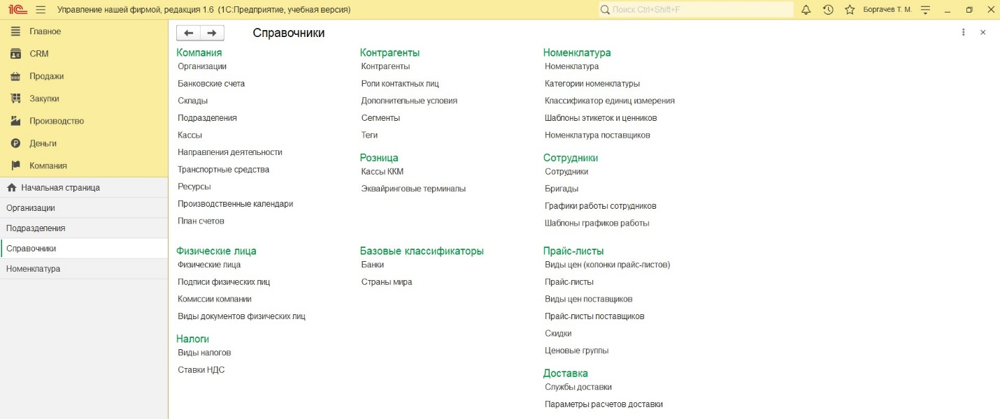 1С Управление нашей фирмой, редакция 1.6 (1С:Предприятие, учебная версия) Поиск Ctrl+Shift+F Боргачев Т. М.
Главное
CRM
Продажи
Закупки
Производство
Деньги
Компания
Начальная страница
Организации
Подразделения
Справочники
Номенклатура
Справочники
Компания
Организации
Банковские счета
Склады
Подразделения
Кассы
Направления деятельности
Транспортные средства
Ресурсы
Производственные календари
План счетов
Контрагенты
Контрагенты
Роли контактных лиц
Дополнительные условия
Сегменты
Теги
Розница
Кассы ККМ
Эквайринговые терминалы
Номенклатура
Номенклатура
Категории номенклатуры
Классификатор единиц измерения
Шаблоны этикеток и ценников
Номенклатура поставщиков
Сотрудники
Сотрудники
Бригады
Графики работы сотрудников
Шаблоны графиков работы
Физические лица
Физические лица
Подписи физических лиц
Комиссии компании
Виды документов физических лиц
Налоги
Виды налогов
Ставки НДС
Базовые классификаторы
Банки
Страны мира
Прайс-листы
Виды цен (колонки прайс-листов)
Прайс-листы
Виды цен поставщиков
Прайс-листы поставщиков
Скидки
Ценовые группы
Доставка
Службы доставки
Параметры расчетов доставки